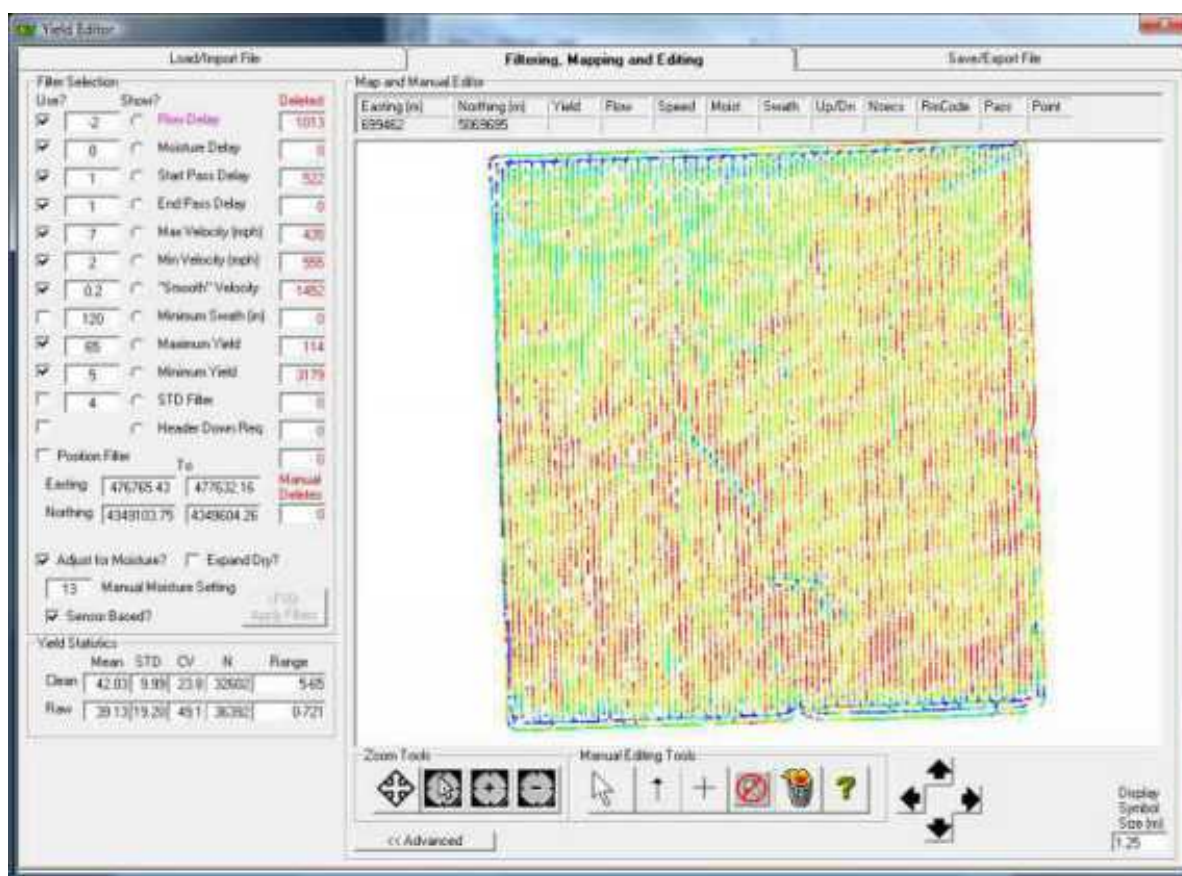 Yield Editor
Load/Import File Filtering, Mapping and Editing Save/Export File
Filter Selection Map and Manual Editor
Use? Show? Deleted
Easting (m) Northing (m) Yield Flow Speed Moist Swath Up/Dn Nsecs RecCode Pass Point
699462 5069695
-2 Flow Delay 1013
0 Moisture Delay 0
1 Start Pass Delay 522
1 End Pass Delay 0
7 Max Velocity (mph)
2 Min Velocity (mph) 555
0.2 "Smooth" Velocity 1482
120 Minimum Swath (in) 0
65 Maximum Yield 114
5 Minimum Yield 3179
4 STD Filter 0
Header Down Req 0
Position Filter 0
To
Easting 476765.43 477632.16 Manual
Deletes
Northing 4349103.75 4349604.26 0
Adjust for Moisture? Expand Dry?
13 Manual Moisture Setting
Sensor Based? Apply Filters
Yield Statistics
Mean STD CV N Range
Clean 42.03 9.99 23.8 32602 5-65
Raw 39.13 19.20 49.1 36392 0-721
Zoom Tools Manual Editing Tools
<< Advanced
Display
Symbol
Size (m)
1.25